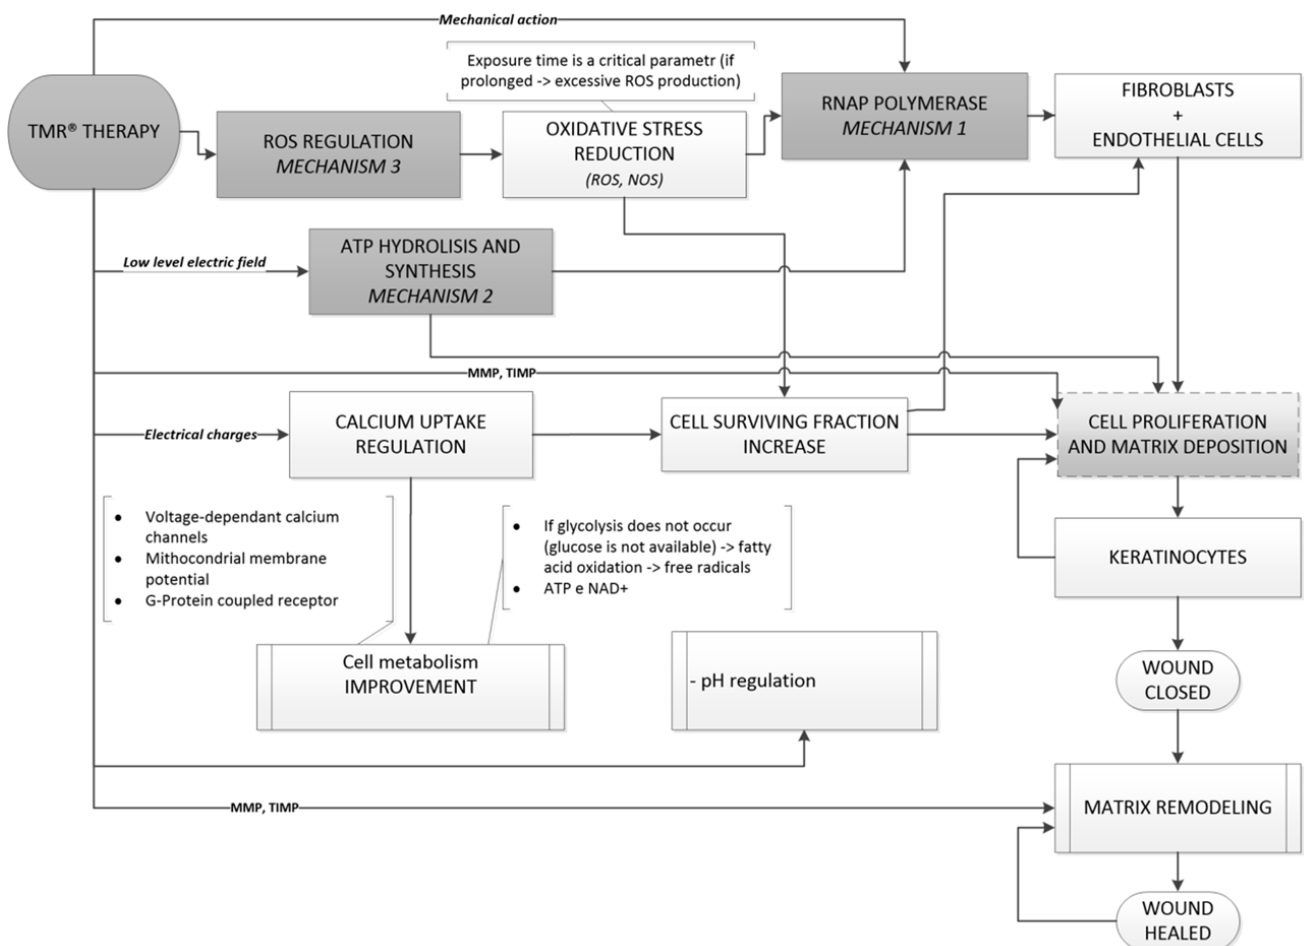 Mechanical action
Exposure time is a critical parametr (if
prolonged -> excessive ROS production)
TMR® THERAPY
ROS REGULATION
MECHANISM 3
OXIDATIVE STRESS
REDUCTION
(ROS, NOS)
RNAP POLYMERASE
MECHANISM 1
FIBROBLASTS
+
ENDOTHELIAL CELLS
Low level electric field
ATP HYDROLISIS AND
SYNTHESIS
MECHANISM 2
MMP, TIMP
Electrical charges
CALCIUM UPTAKE
REGULATION
CELL SURVIVING FRACTION
INCREASE
CELL PROLIFERATION
AND MATRIX DEPOSITION
• Voltage-dependant calcium
channels
• Mithocondrial membrane
potential
• G-Protein coupled receptor
• If glycolysis does not occur
(glucose is not available) -> fatty
acid oxidation -> free radicals
• ATP e NAD+
KERATINOCYTES
Cell metabolism
IMPROVEMENT
- pH regulation
WOUND
CLOSED
MMP, TIMP
MATRIX REMODELING
WOUND
HEALED